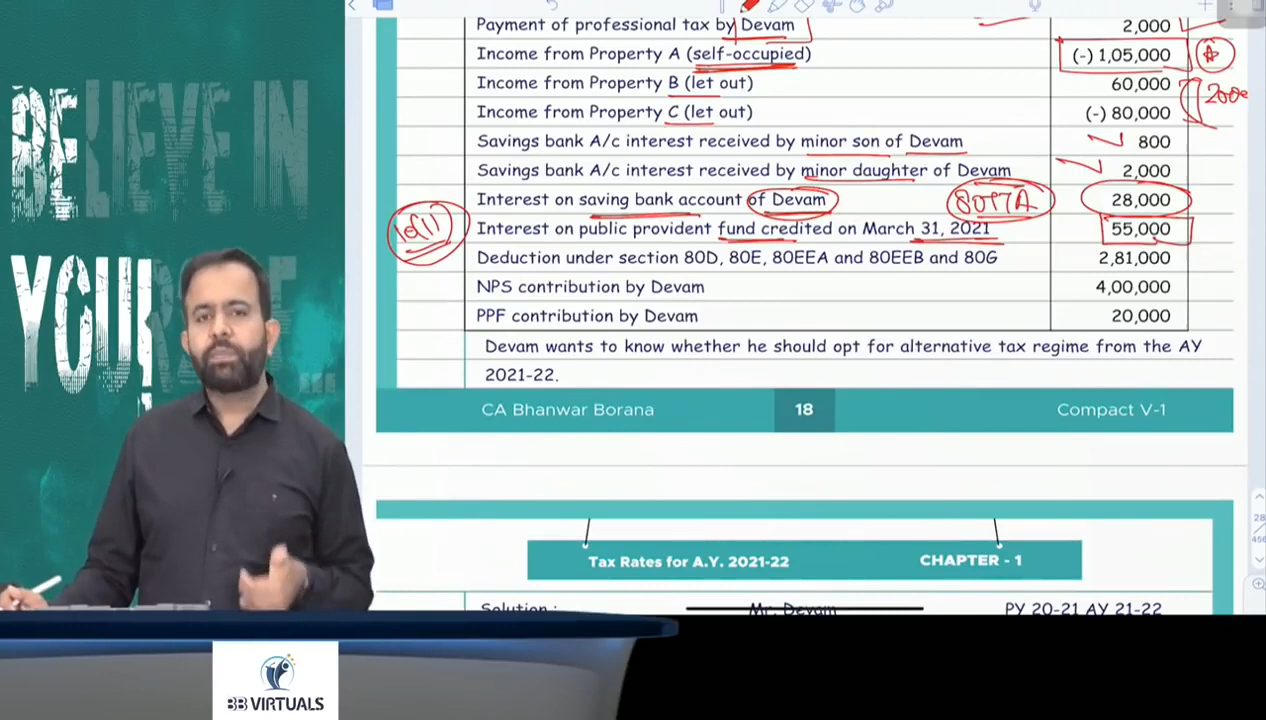 BELIEVE IN
YOURSE...
Payment of professional tax by Devam 2,000
Income from Property A (self-occupied) (-) 1,05,000 A
Income from Property B (let out) 60,000
Income from Property C (let out) (-) 80,000
Savings bank A/c interest received by minor son of Devam 800
Savings bank A/c interest received by minor daughter of Devam 2,000
Interest on saving bank account of Devam 80TTA 28,000
10(11) Interest on public provident fund credited on March 31, 2021 55,000
Deduction under section 80D, 80E, 80EEA and 80EEB and 80G 2,81,000
NPS contribution by Devam 4,00,000
PPF contribution by Devam 20,000
Devam wants to know whether he should opt for alternative tax regime from the AY
2021-22.
CA Bhanwar Borana 18 Compact V-1
Tax Rates for A.Y. 2021-22 CHAPTER - 1
Solution : Mr. Devam PY 20-21 AY 21-22
BB VIRTUALS